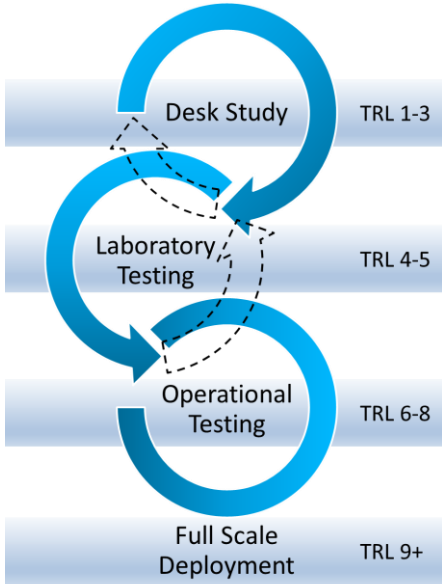 Desk Study TRL 1-3
Laboratory
Testing TRL 4-5
Operational
Testing TRL 6-8
Full Scale
Deployment TRL 9+